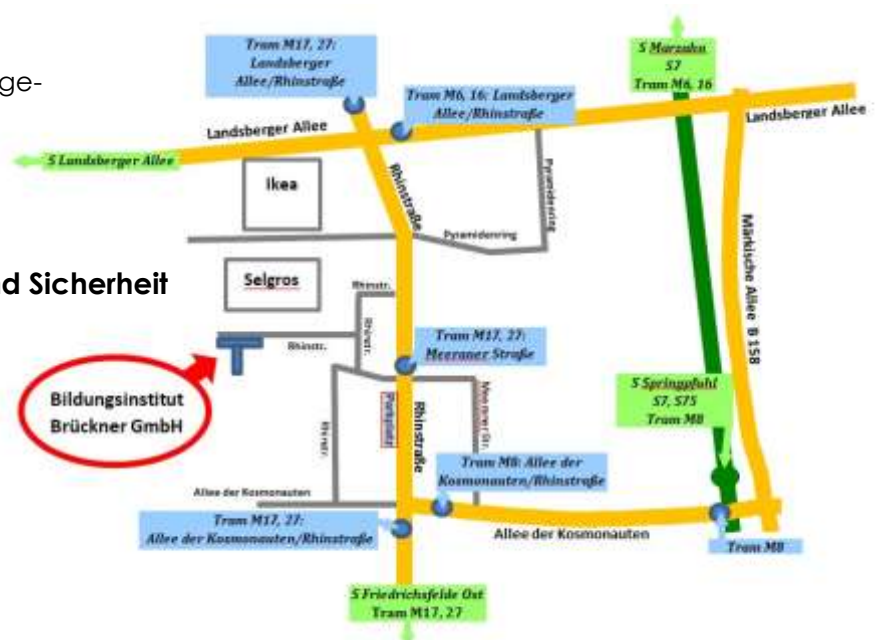 ge-
nd Sicherheit
Tram M17, 27:
Landsberger
Allee/Rhinstraße
Tram M6, 16: Landsberger
Allee/Rhinstraße
S Marzahn
S7
Tram M6, 16
Landsberger Allee
Landsberger Allee
S Landsberger Allee
Ikea
Rhinstraße
Pyramidenring
Pyramidenring
Märkische Allee B 158
Selgros
Rhinstr.
Rhinstr.
Rhinstr.
Tram M17, 27:
Meeraner Straße
Bildungsinstitut
Brückner GmbH
S Springpfuhl
S7, S75
Tram M8
Parkplatz
Rhinstraße
Meeraner Str.
Rhinstr.
Tram M8: Allee der
Kosmonauten/Rhinstraße
Allee der Kosmonauten
Tram M17, 27:
Allee der Kosmonauten/Rhinstraße
Allee der Kosmonauten
Tram M8
S Friedrichsfelde Ost
Tram M17, 27